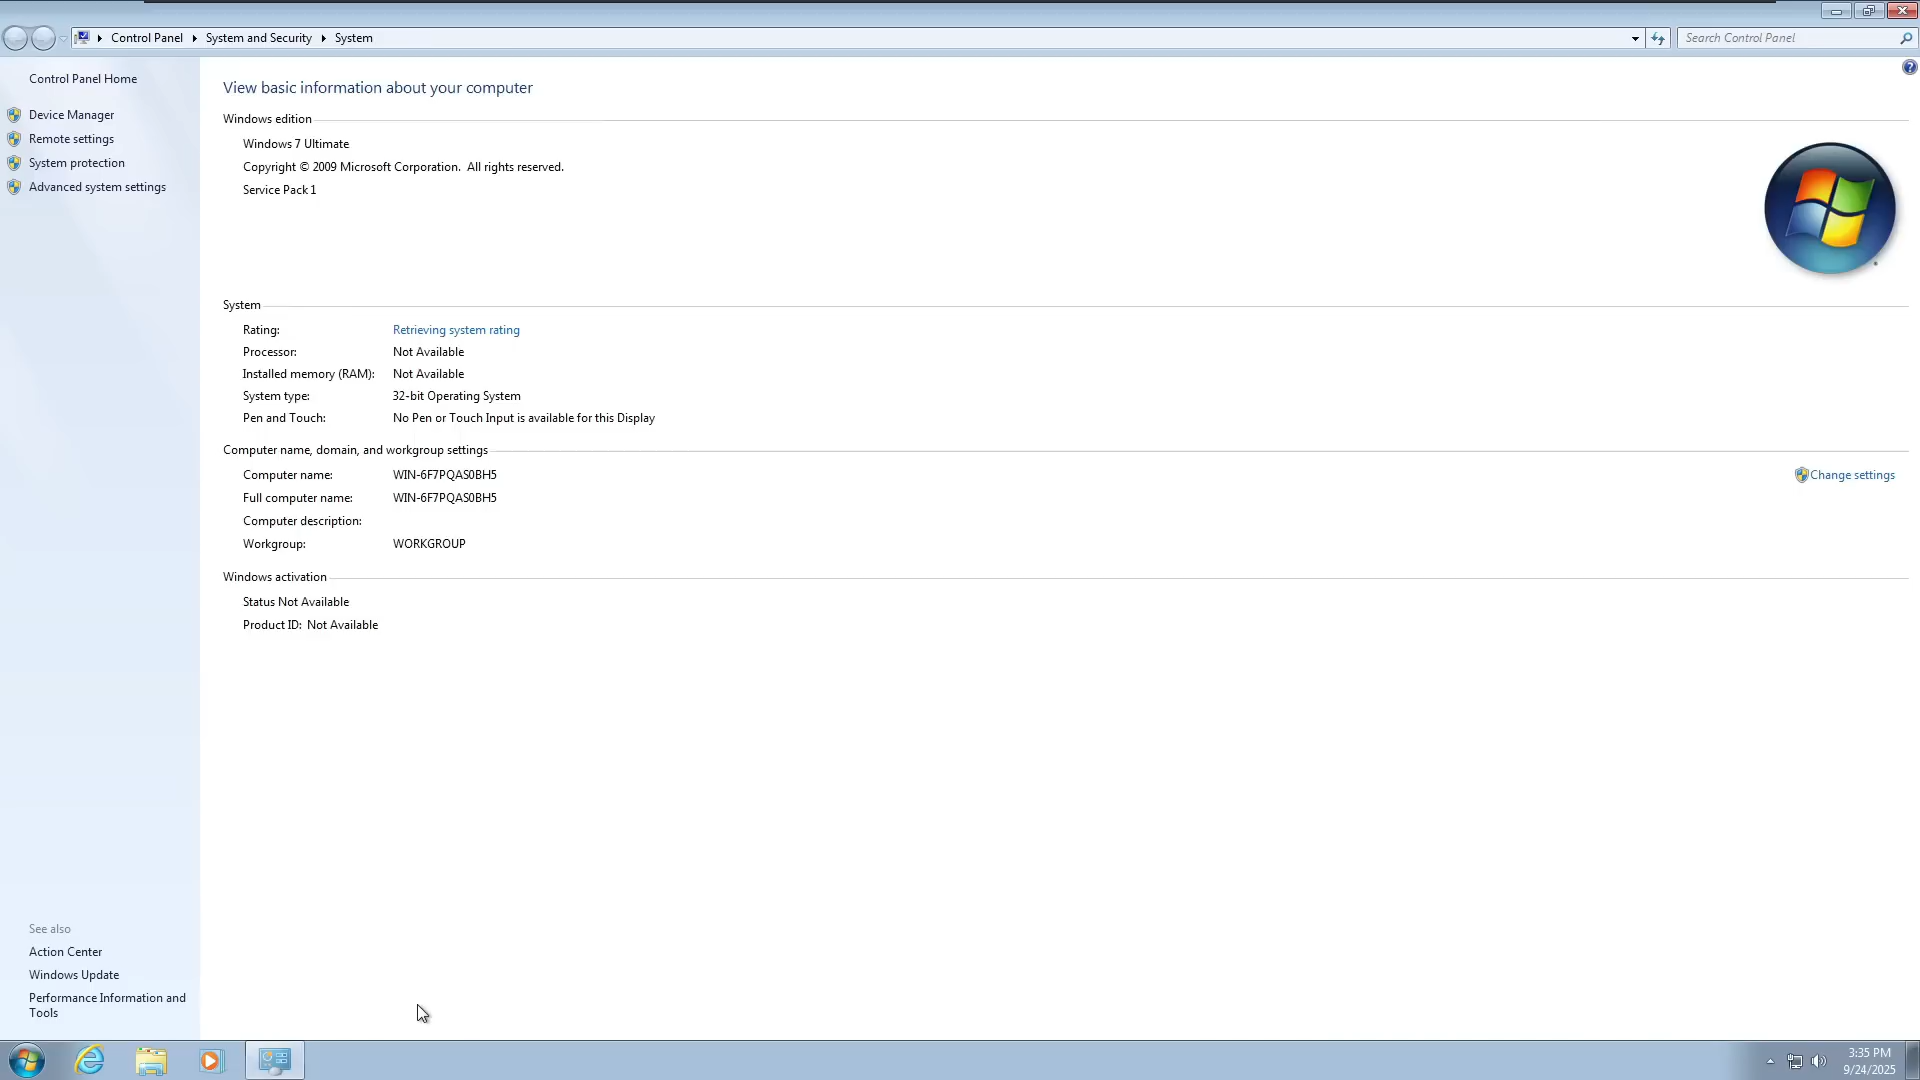 Control Panel System and Security System
Search Control Panel
Control Panel Home
Device Manager
Remote settings
System protection
Advanced system settings
View basic information about your computer
Windows edition
Windows 7 Ultimate
Copyright © 2009 Microsoft Corporation.  All rights reserved.
Service Pack 1
System
Rating: Retrieving system rating
Processor: Not Available
Installed memory (RAM): Not Available
System type: 32-bit Operating System
Pen and Touch: No Pen or Touch Input is available for this Display
Computer name, domain, and workgroup settings
Computer name: WIN-6F7PQAS0BH5
Change settings
Full computer name: WIN-6F7PQAS0BH5
Computer description:
Workgroup: WORKGROUP
Windows activation
Status Not Available
Product ID: Not Available
See also
Action Center
Windows Update
Performance Information and
Tools
3:35 PM
9/24/2025